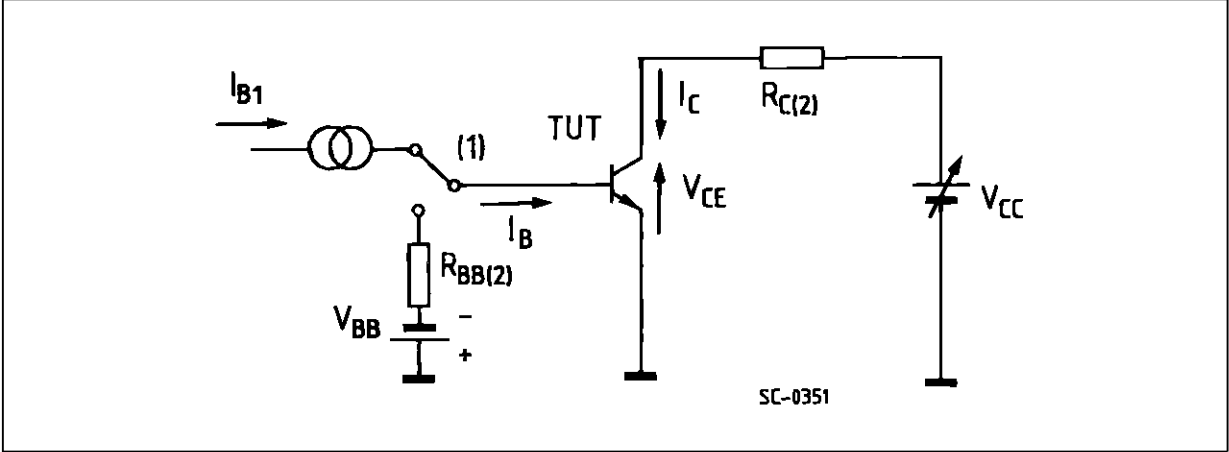 I_B1
(1)
TUT
I_C
R_C(2)
V_CE
V_CC
I_B
R_BB(2)
V_BB
−
+
SC-0351